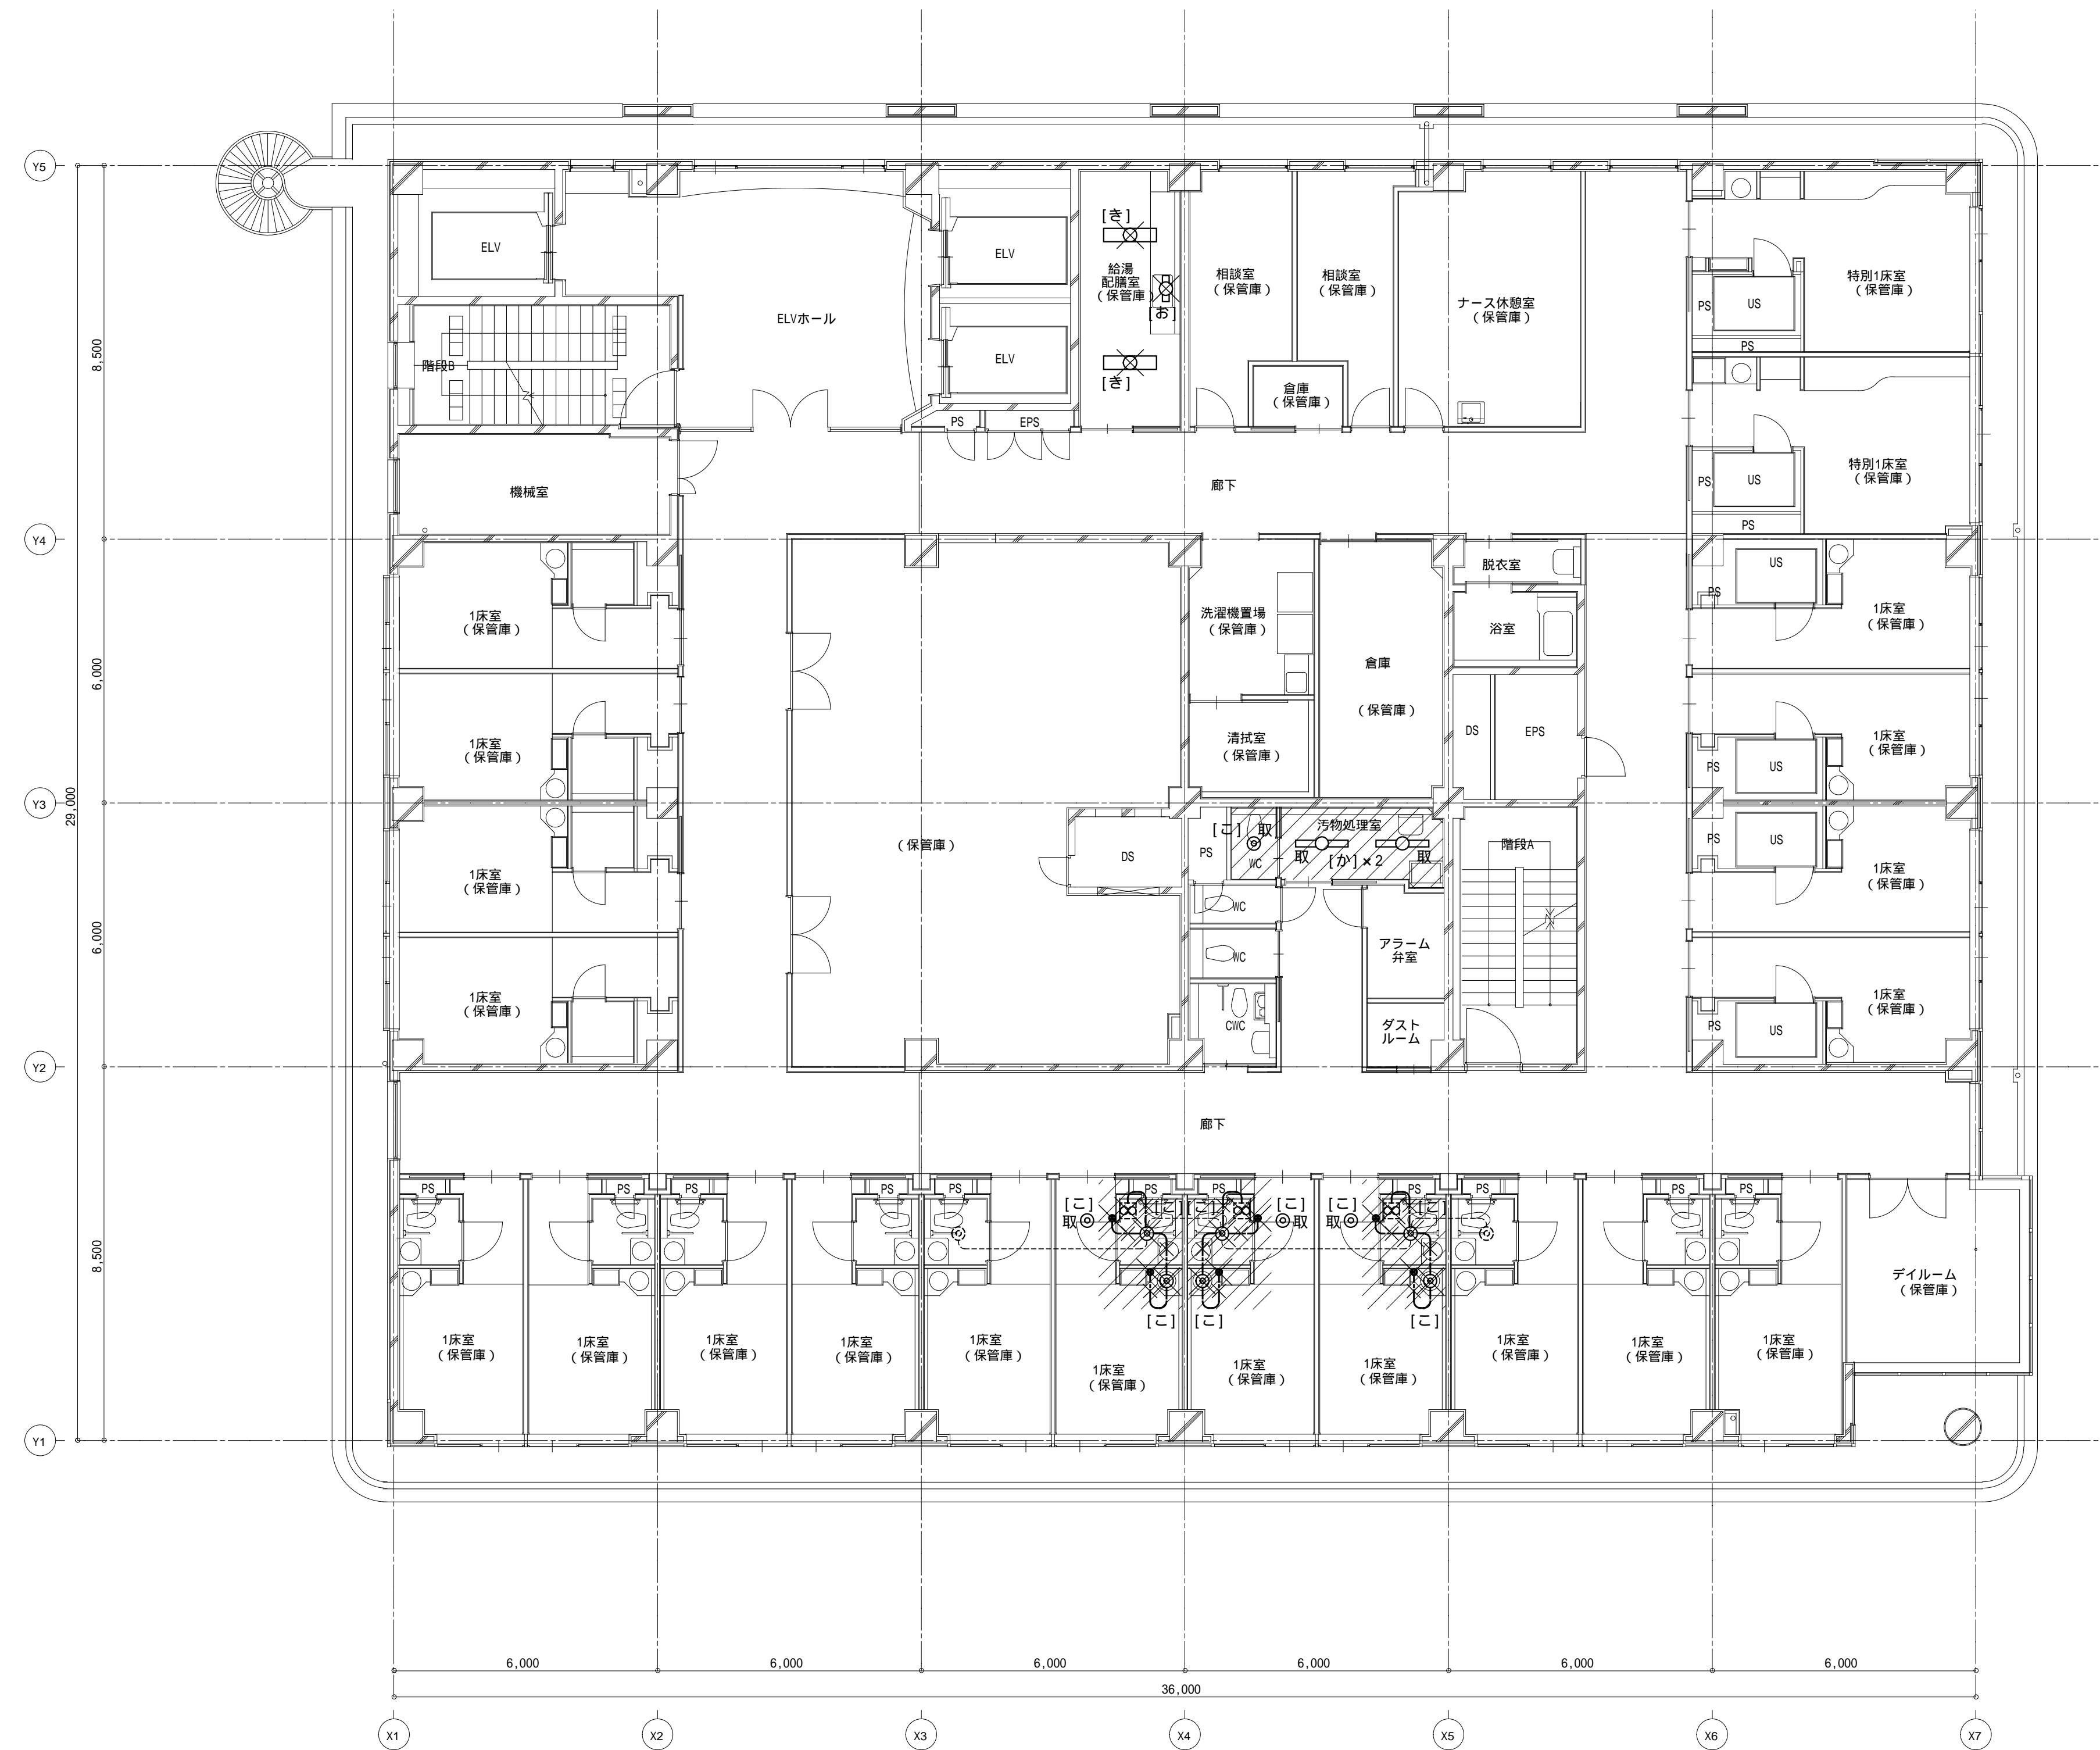 Y5
Y4
Y3
Y2
Y1
8,500
6,000
6,000
8,500
29,000
ELV
ELV
ELV
ELVホール
階段B
機械室
PS
EPS
[き]
給湯
配膳室
(保管庫)
[お]
[き]
相談室
(保管庫)
相談室
(保管庫)
倉庫
(保管庫)
ナース休憩室
(保管庫)
PS
US
PS
特別1床室
(保管庫)
PS
US
PS
特別1床室
(保管庫)
廊下
1床室
(保管庫)
1床室
(保管庫)
1床室
(保管庫)
1床室
(保管庫)
(保管庫)
DS
洗濯機置場
(保管庫)
清拭室
(保管庫)
倉庫
(保管庫)
脱衣室
浴室
DS
EPS
[こ]
取
PS
WC
汚物処理室
取
[か]×2
取
WC
WC
CWC
アラーム
弁室
ダスト
ルーム
階段A
PS
US
1床室
(保管庫)
PS
US
1床室
(保管庫)
PS
US
1床室
(保管庫)
PS
US
1床室
(保管庫)
廊下
PS
PS
PS
PS
PS
PS
PS
PS
PS
PS
PS
[こ]
取
[こ]
[こ]
[こ]
取
[こ]
取
[こ]
[こ]
[こ]
[こ]
1床室
(保管庫)
1床室
(保管庫)
1床室
(保管庫)
1床室
(保管庫)
1床室
(保管庫)
1床室
(保管庫)
1床室
(保管庫)
1床室
(保管庫)
1床室
(保管庫)
1床室
(保管庫)
1床室
(保管庫)
デイルーム
(保管庫)
6,000
6,000
6,000
6,000
6,000
6,000
36,000
X1
X2
X3
X4
X5
X6
X7